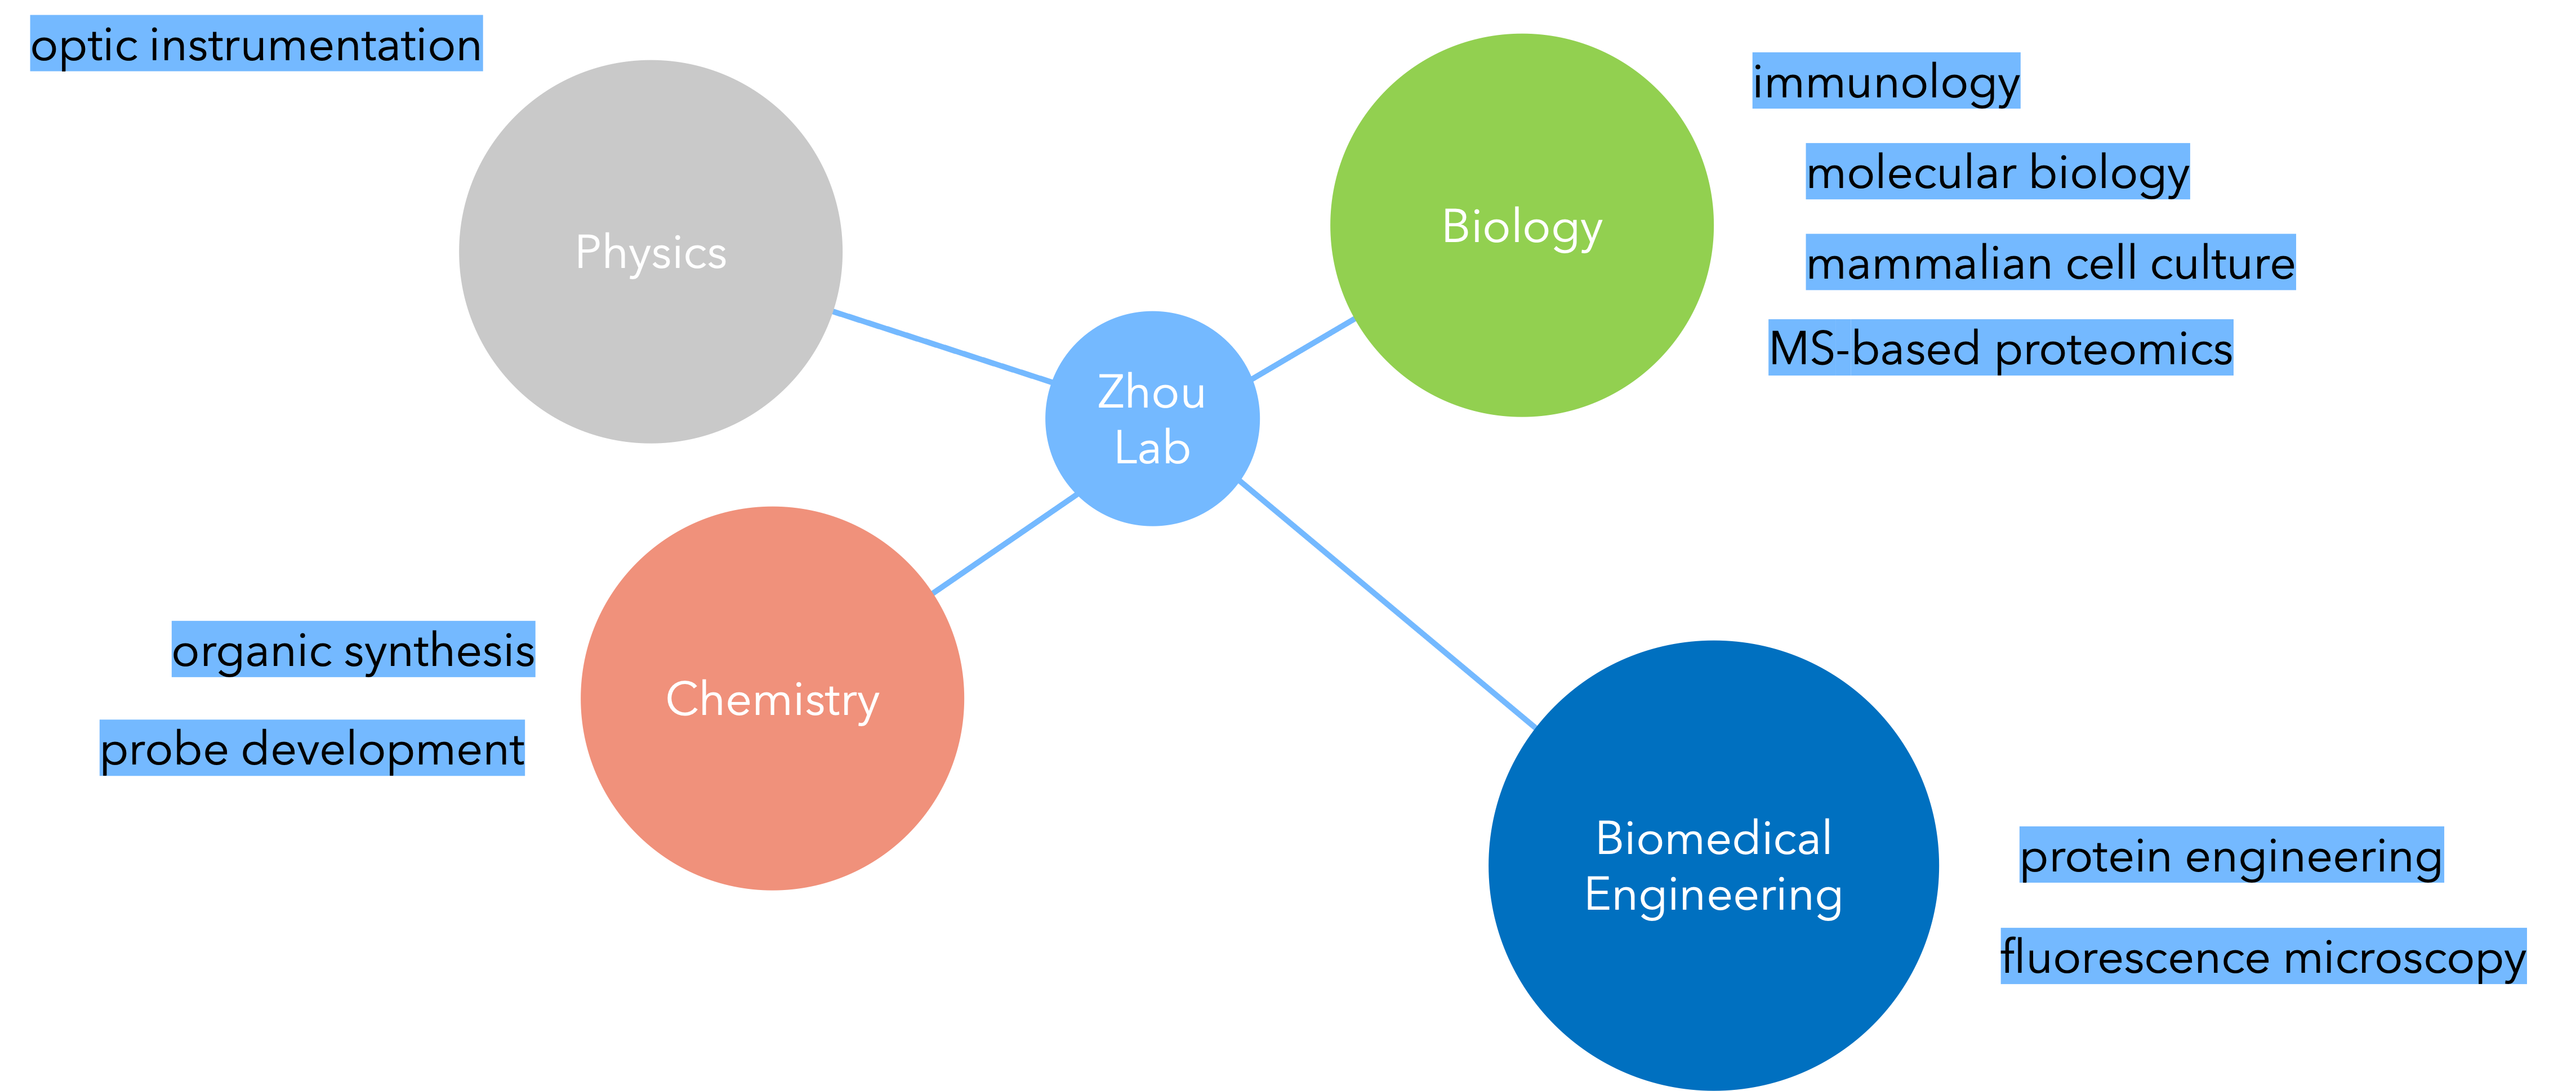 optic instrumentation
Physics
Biology
immunology
molecular biology
mammalian cell culture
MS-based proteomics
Zhou
Lab
organic synthesis
probe development
Chemistry
Biomedical
Engineering
protein engineering
fluorescence microscopy